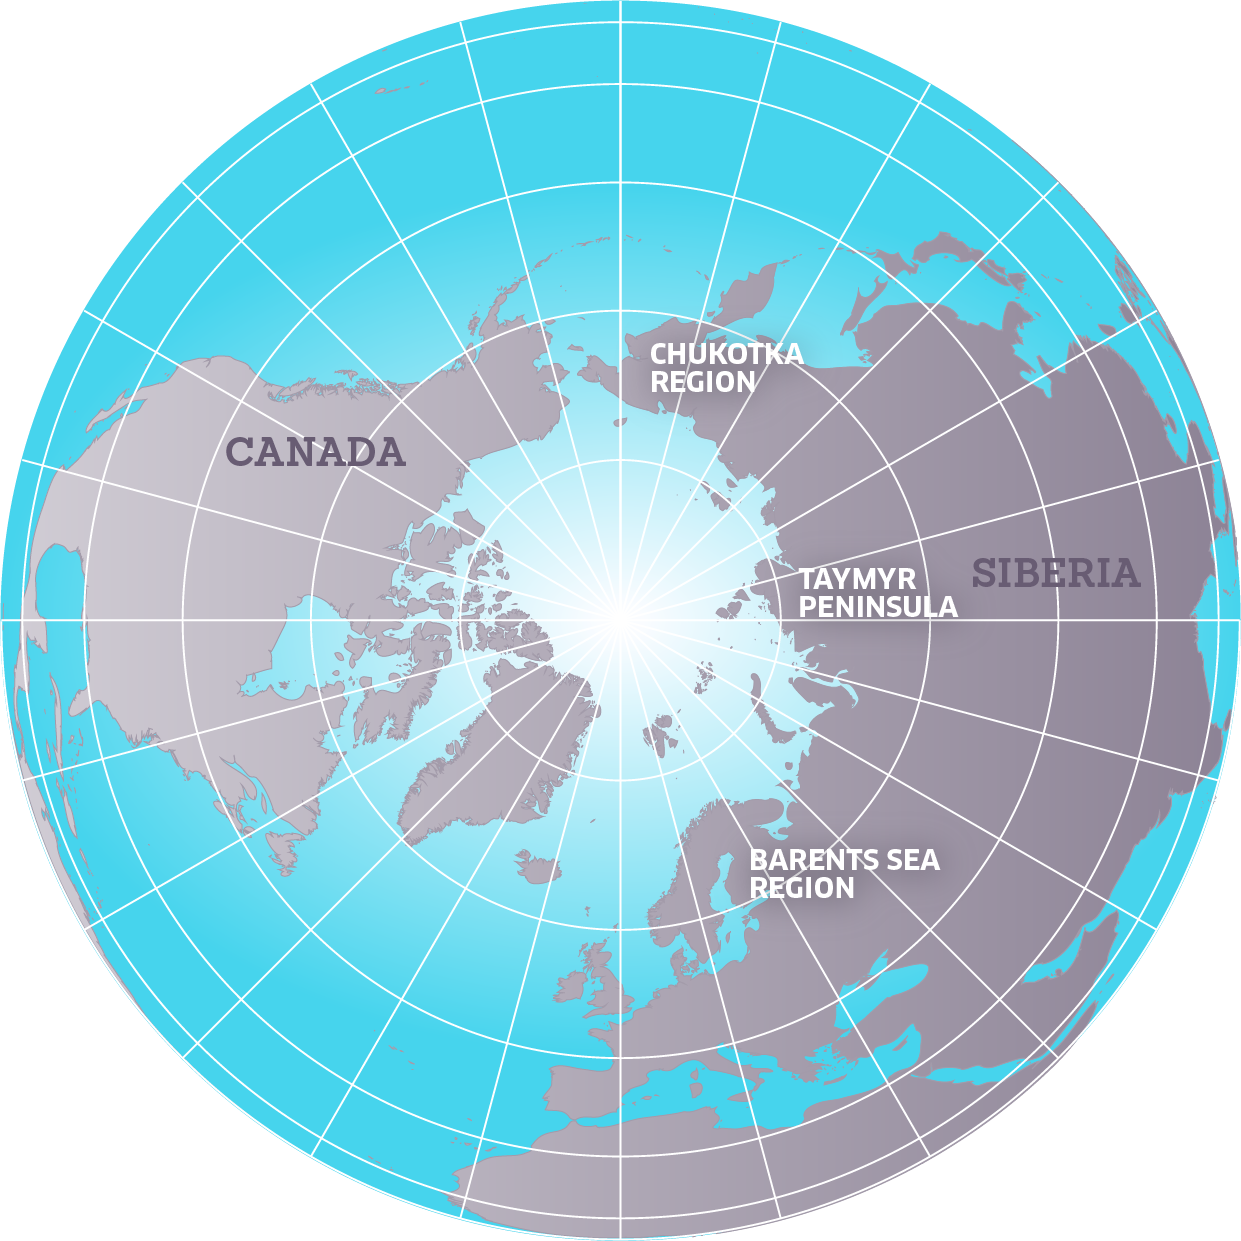 CHUKOTKA
REGION
CANADA
TAYMYR
PENINSULA
SIBERIA
BARENTS SEA
REGION